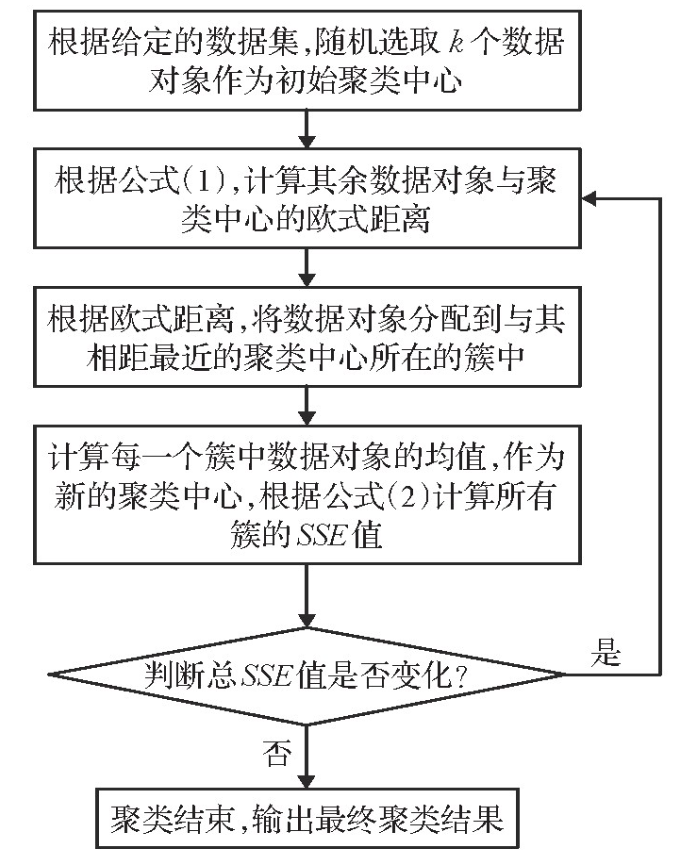 根据给定的数据集,随机选取 k 个数据
对象作为初始聚类中心
根据公式(1),计算其余数据对象与聚
类中心的欧式距离
根据欧式距离,将数据对象分配到与其
相距最近的聚类中心所在的簇中
计算每一个簇中数据对象的均值,作为
新的聚类中心,根据公式(2)计算所有
簇的SSE值
判断总SSE值是否变化?
是
否
聚类结束,输出最终聚类结果